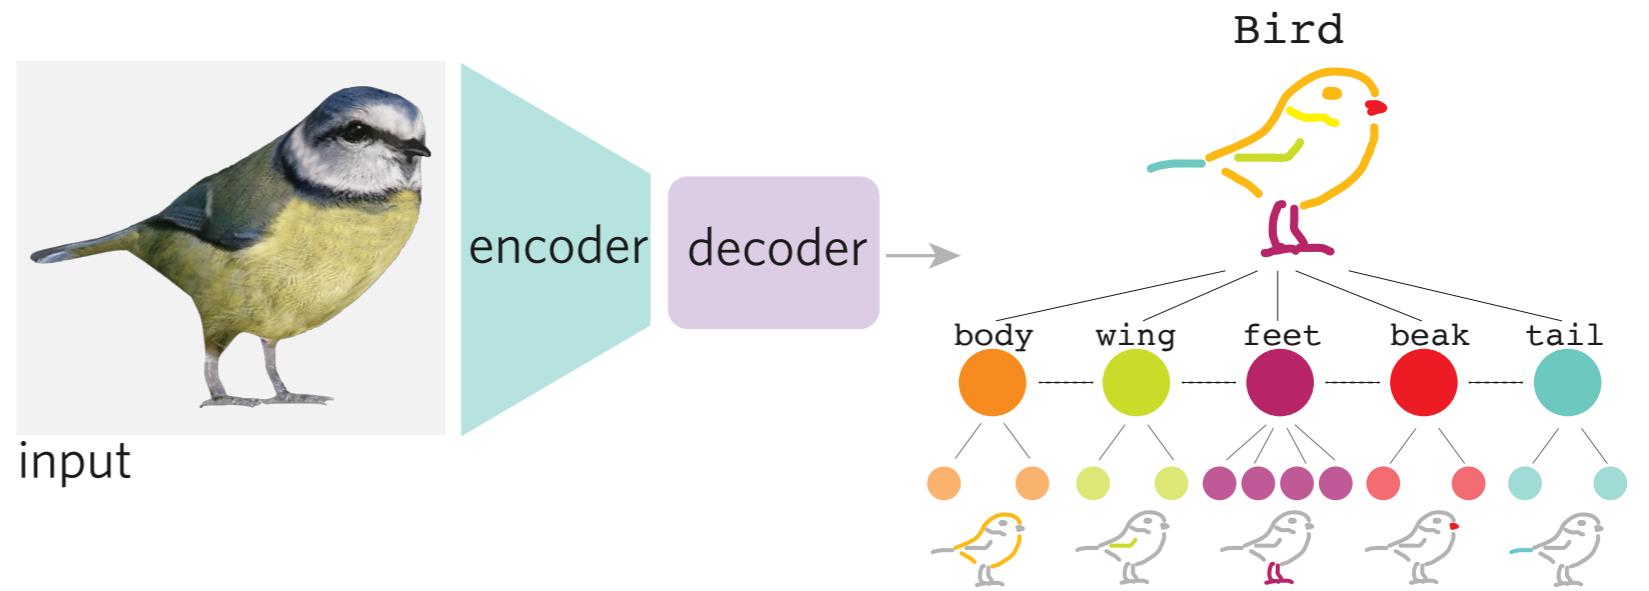 Bird
encoder
decoder
body wing feet beak tail
input